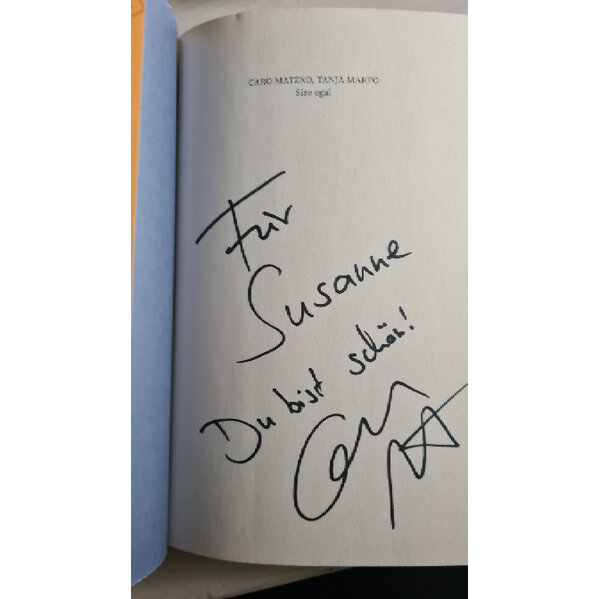 CARO MATZKO, TANJA MARFO
Size egal
Für
Susanne
Du bist schön!